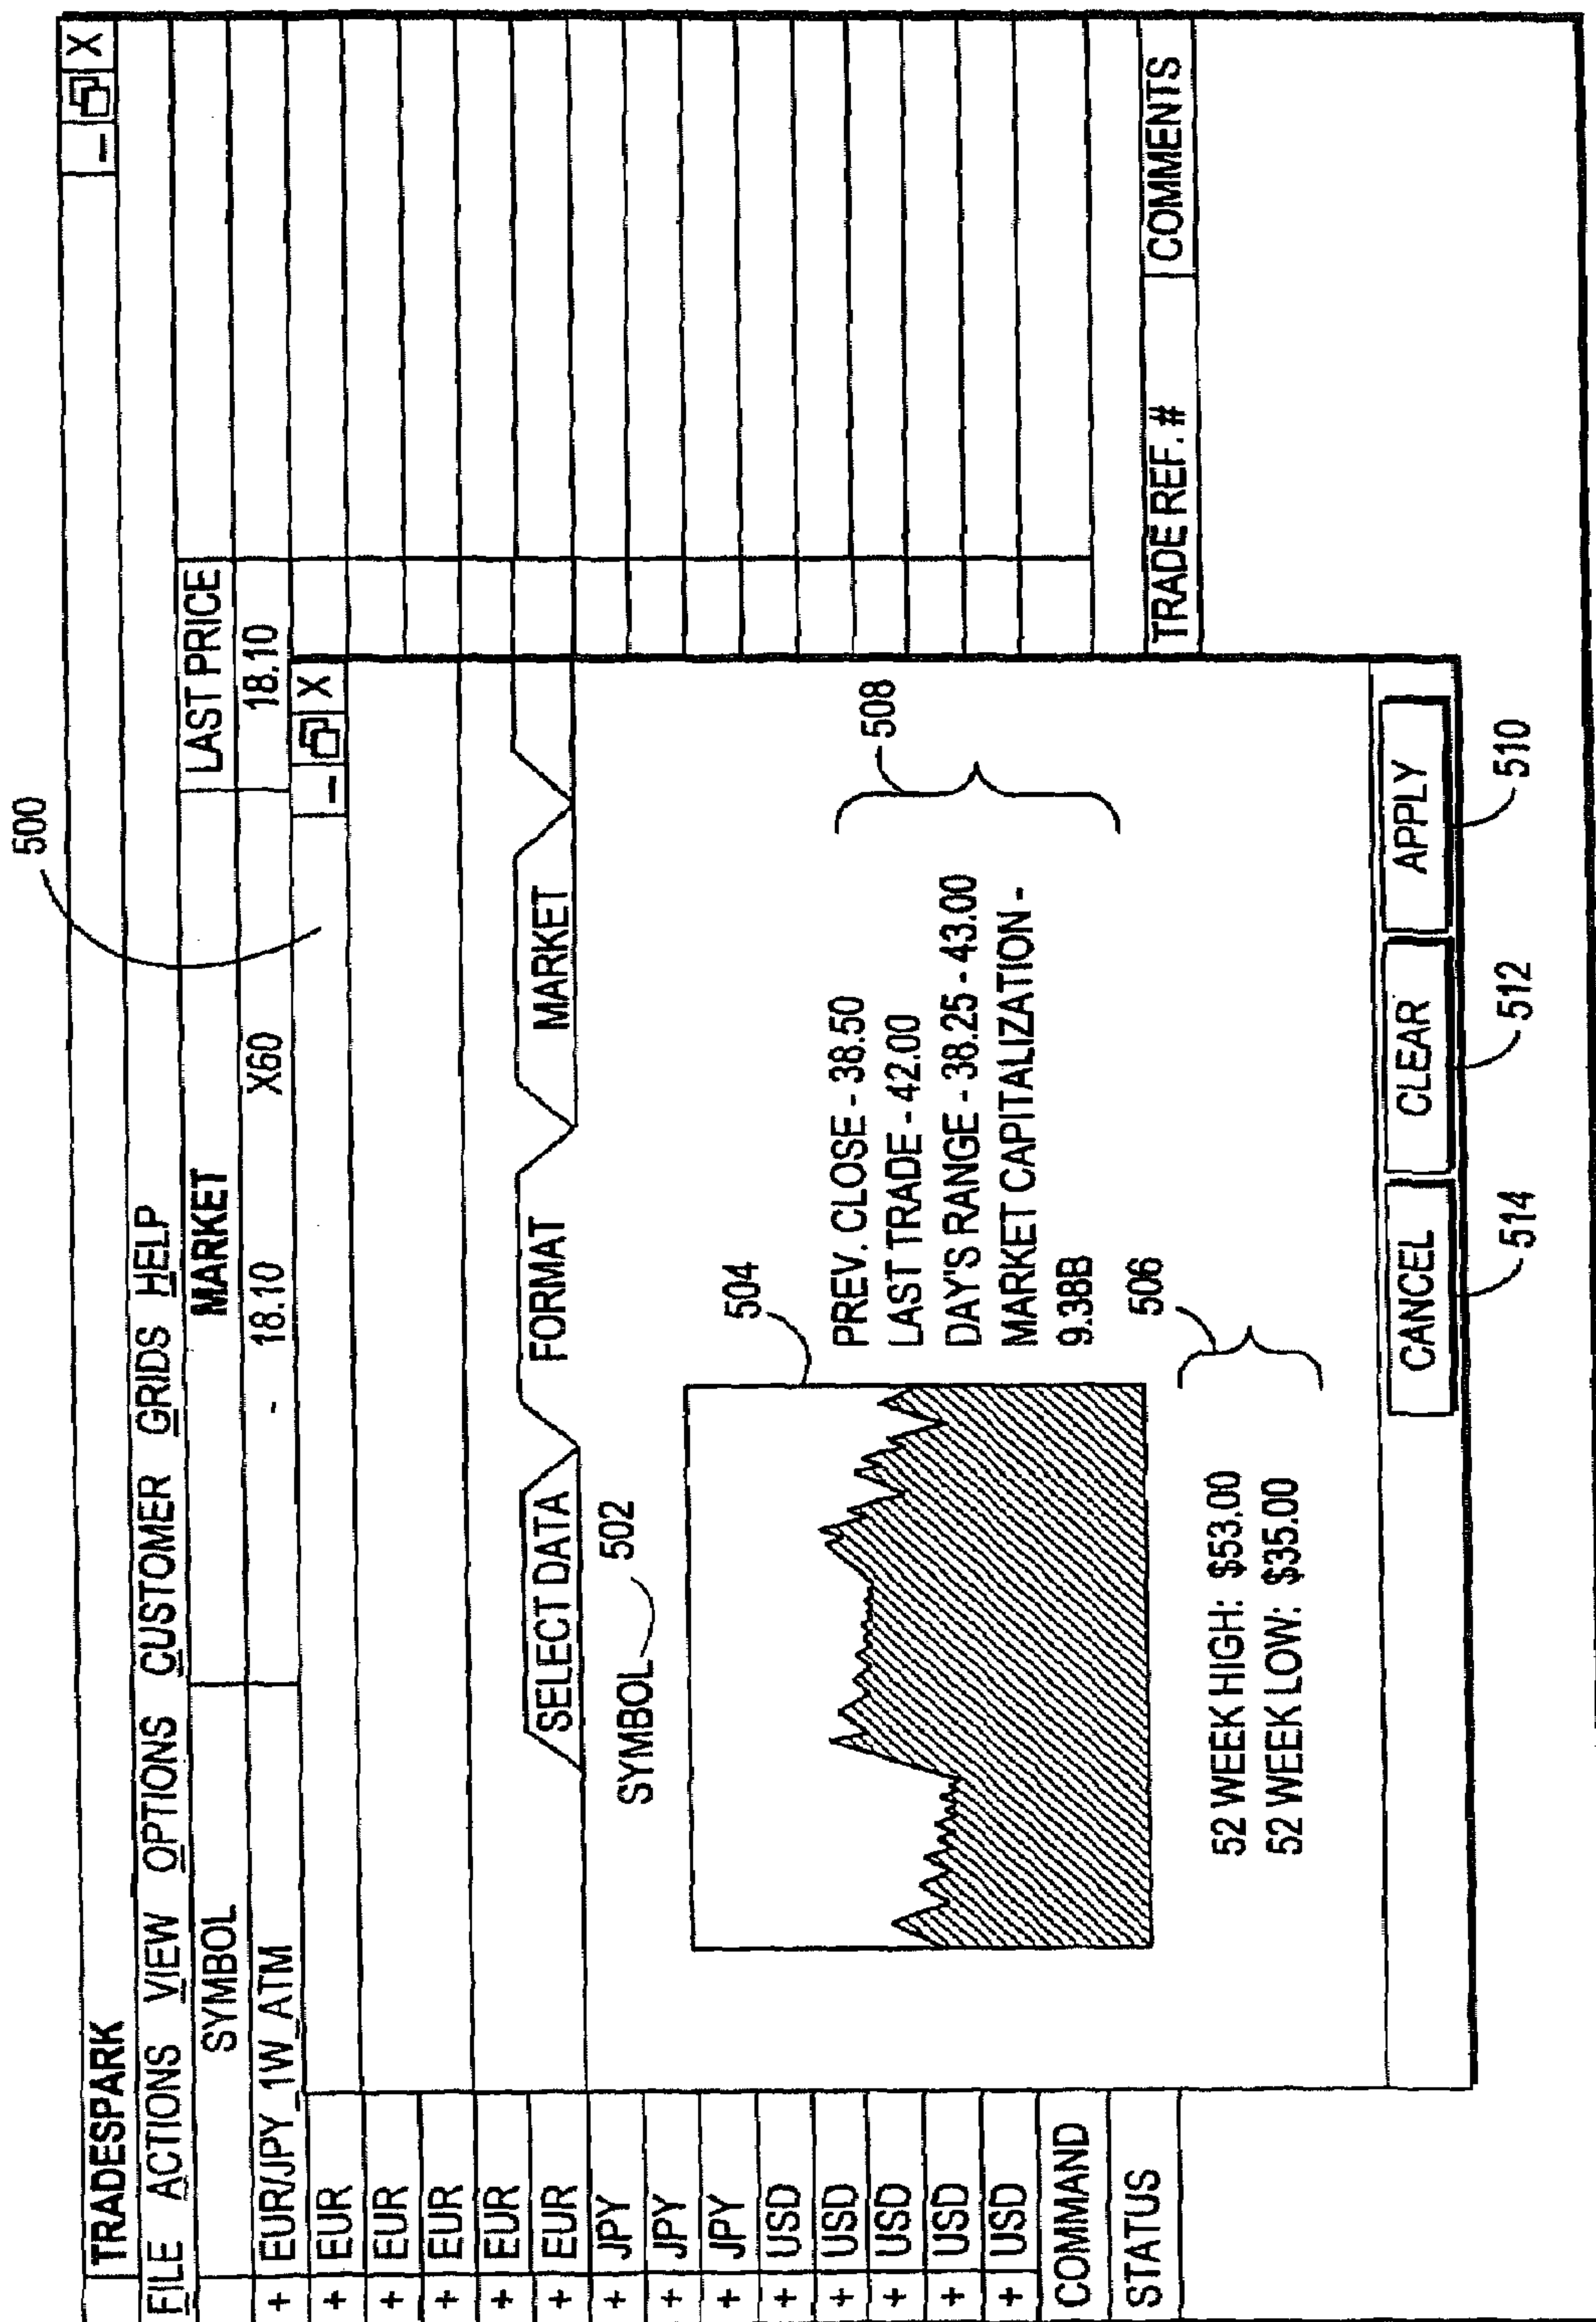 500
TRADESPARK
_ X
FILE ACTIONS VIEW OPTIONS CUSTOMER GRIDS HELP
SYMBOL MARKET LAST PRICE
+ EUR/JPY_1W_ATM - 18.10 X60 18.10
+ EUR _ X
+ EUR
+ EUR
+ EUR
+ EUR SELECT DATA FORMAT MARKET
+ JPY
SYMBOL 502
+ JPY
+ JPY
504
+ USD
508
+ USD
PREV. CLOSE - 38.50
+ USD
LAST TRADE - 42.00
+ USD
DAY'S RANGE - 38.25 - 43.00
+ USD
MARKET CAPITALIZATION -
COMMAND
9.38B
STATUS
506
TRADE REF. # COMMENTS
52 WEEK HIGH: $53.00
52 WEEK LOW: $35.00
CANCEL CLEAR APPLY
514 512 510